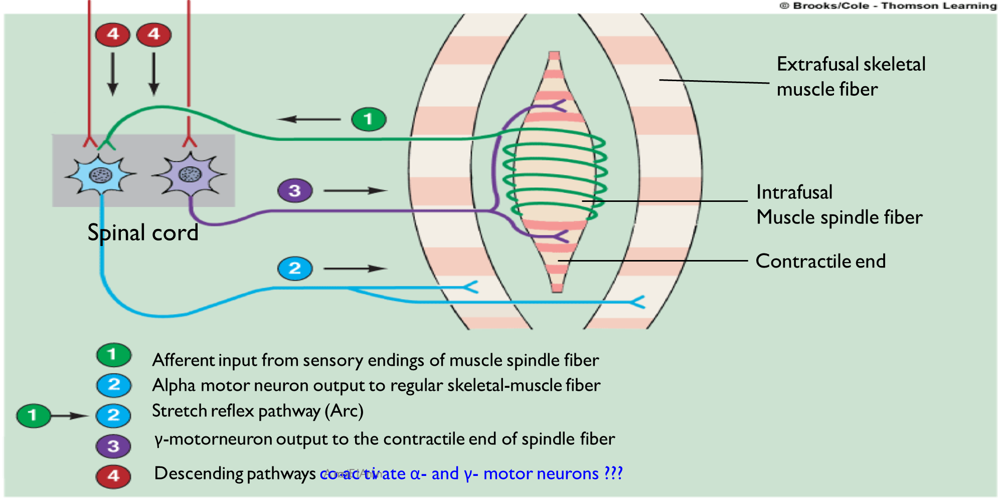 © Brooks/Cole - Thomson Learning
4 4
Extrafusal skeletal
muscle fiber
1
3
Intrafusal
Muscle spindle fiber
Spinal cord
2
Contractile end
1 Afferent input from sensory endings of muscle spindle fiber
2 Alpha motor neuron output to regular skeletal-muscle fiber
1 2 Stretch reflex pathway (Arc)
3 γ-motorneuron output to the contractile end of spindle fiber
4 Descending pathways co-activate α- and γ- motor neurons ???